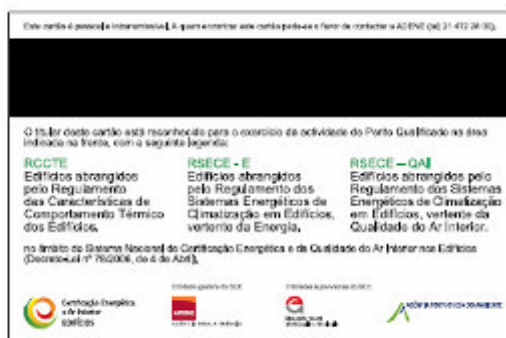 Este cartão é pessoal e intransmissível. A quem encontrar este cartão pede-se o favor de contactar a ADENE (tel: 21 472 28 00).
O titular deste cartão está reconhecido para o exercício da actividade do Perito Qualificado na área
indicada na frente, com a seguinte legenda:
RCCTE
Edifícios abrangidos
pelo Regulamento
das Características de
Comportamento Térmico
dos Edifícios.
RSECE - E
Edifícios abrangidos
pelo Regulamento dos
Sistemas Energéticos de
Climatização em Edifícios,
vertente da Energia.
RSECE – QAI
Edifícios abrangidos pelo
Regulamento dos Sistemas
Energéticos de Climatização
em Edifícios, vertente da
Qualidade do Ar Interior.
no âmbito do Sistema Nacional de Certificação Energética e da Qualidade do Ar Interior nos Edifícios
(Decreto-Lei nº 78/2006, de 4 de Abril).
Certificação Energética
e Ar Interior
EDIFÍCIOS
ADENE